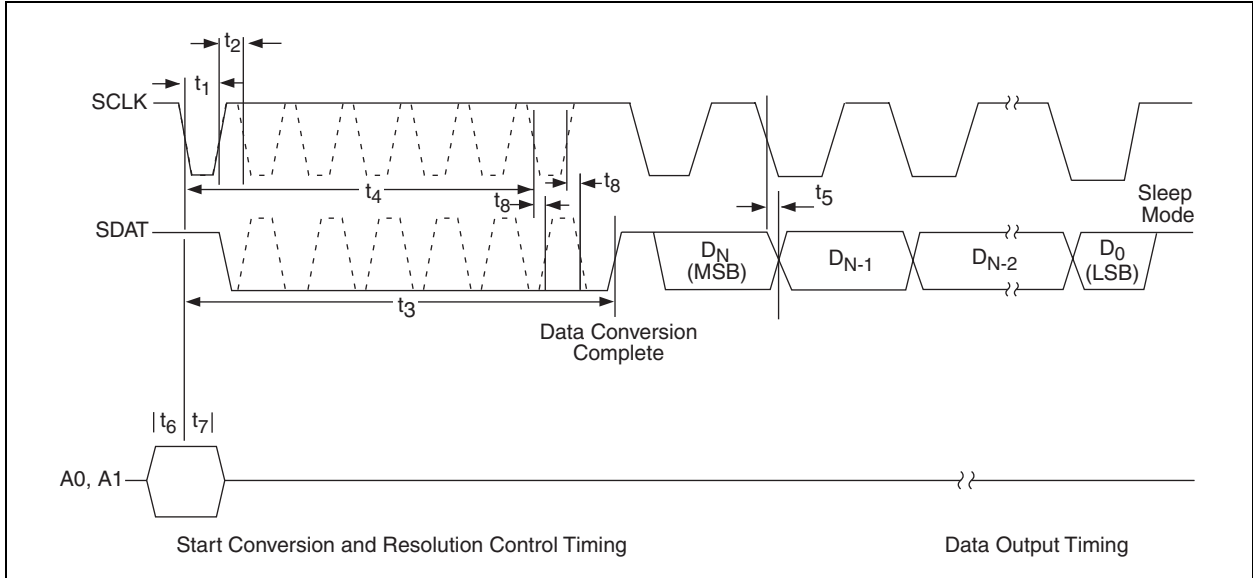 t2
t1
SCLK
t4
t8
t8
t5
Sleep
Mode
SDAT
DN
(MSB)
DN-1
DN-2
D0
(LSB)
t3
Data Conversion
Complete
t6
t7
A0, A1
Start Conversion and Resolution Control Timing
Data Output Timing